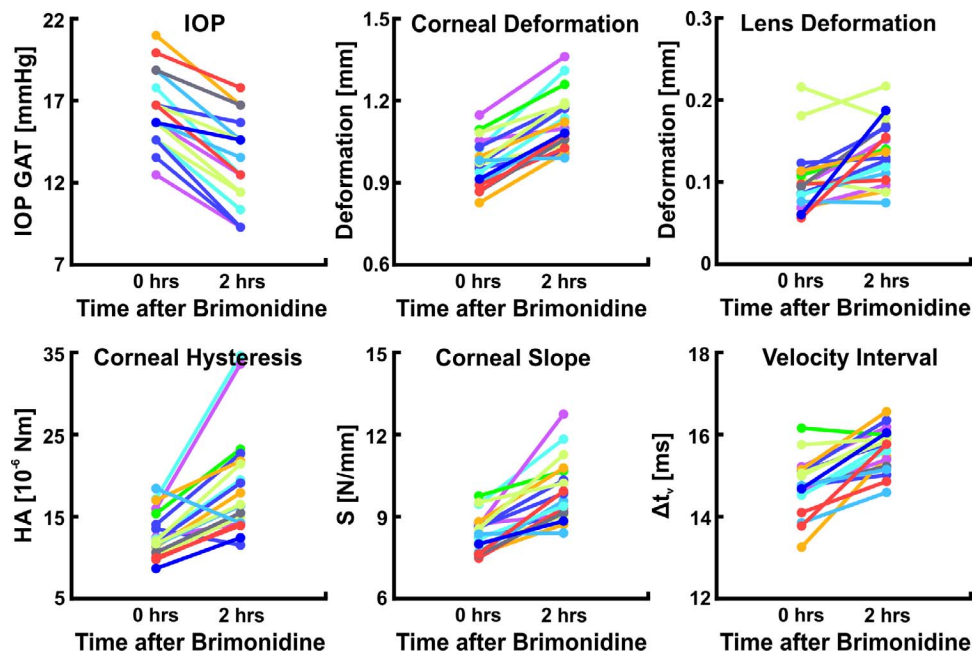 IOP
IOP GAT [mmHg]
22
17
12
7
0 hrs 2 hrs
Time after Brimonidine
Corneal Deformation
Deformation [mm]
1.5
1.2
0.9
0.6
0 hrs 2 hrs
Time after Brimonidine
Lens Deformation
Deformation [mm]
0.3
0.2
0.1
0
0 hrs 2 hrs
Time after Brimonidine
Corneal Hysteresis
HA [10⁻⁶ Nm]
35
25
15
5
0 hrs 2 hrs
Time after Brimonidine
Corneal Slope
S [N/mm]
15
12
9
6
0 hrs 2 hrs
Time after Brimonidine
Velocity Interval
Δtᵥ [ms]
18
16
14
12
0 hrs 2 hrs
Time after Brimonidine